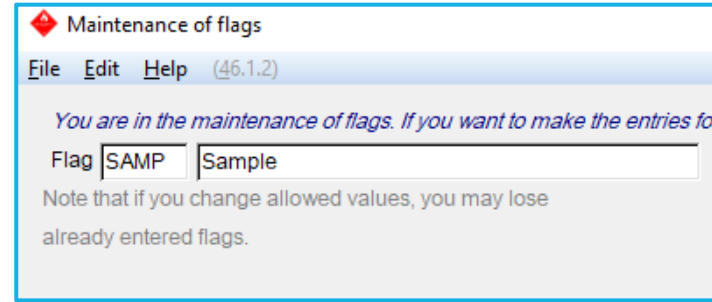 Maintenance of flags
File Edit Help (46.1.2)
You are in the maintenance of flags. If you want to make the entries fo
Flag SAMP Sample
Note that if you change allowed values, you may lose
already entered flags.